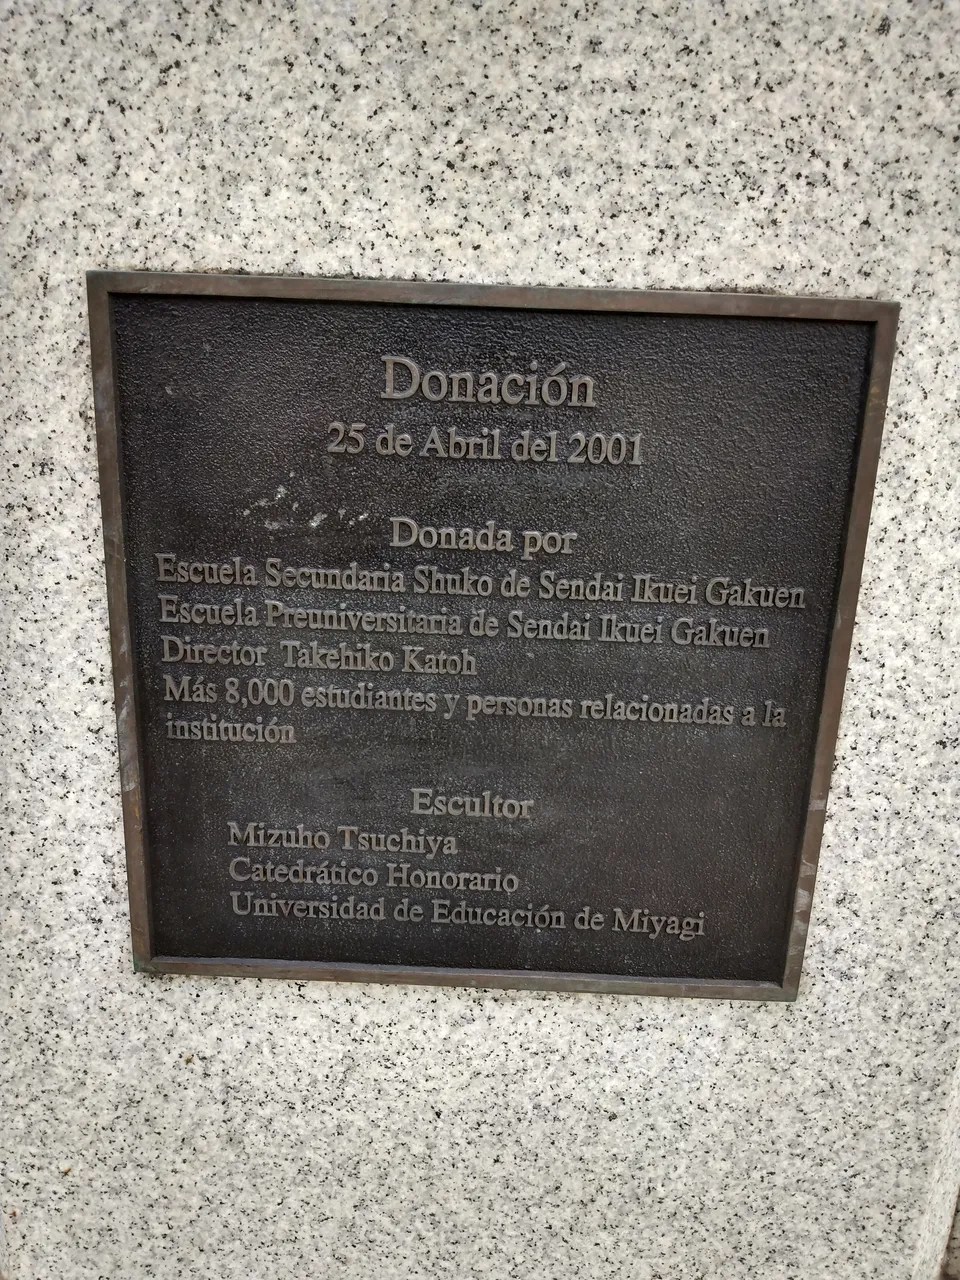 Donación
25 de Abril del 2001
Donada por
Escuela Secundaria Shuko de Sendai Ikuei Gakuen
Escuela Preuniversitaria de Sendai Ikuei Gakuen
Director Takehiko Katoh
Más 8,000 estudiantes y personas relacionadas a la
institución
Escultor
Mizuho Tsuchiya
Catedrático Honorario
Universidad de Educación de Miyagi